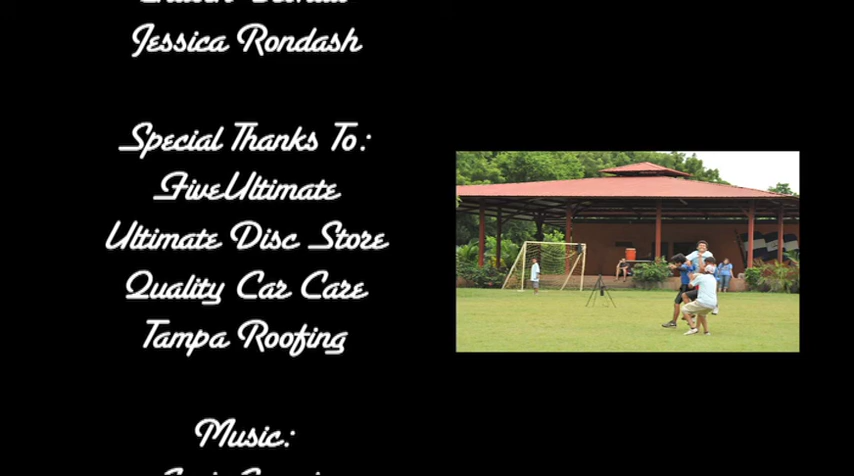 Jessica Rondash
Special Thanks To:
FiveUltimate
Ultimate Disc Store
Quality Car Care
Tampa Roofing
Music: